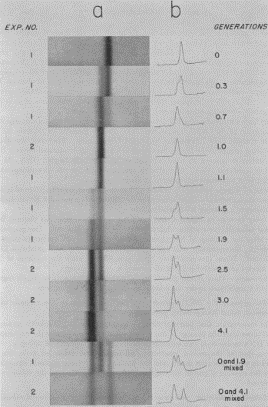 a b
EXP. NO. GENERATIONS
1 0
1 0.3
1 0.7
2 1.0
1 1.1
1 1.5
1 1.9
2 2.5
2 3.0
2 4.1
1 0 and 1.9
mixed
2 0 and 4.1
mixed